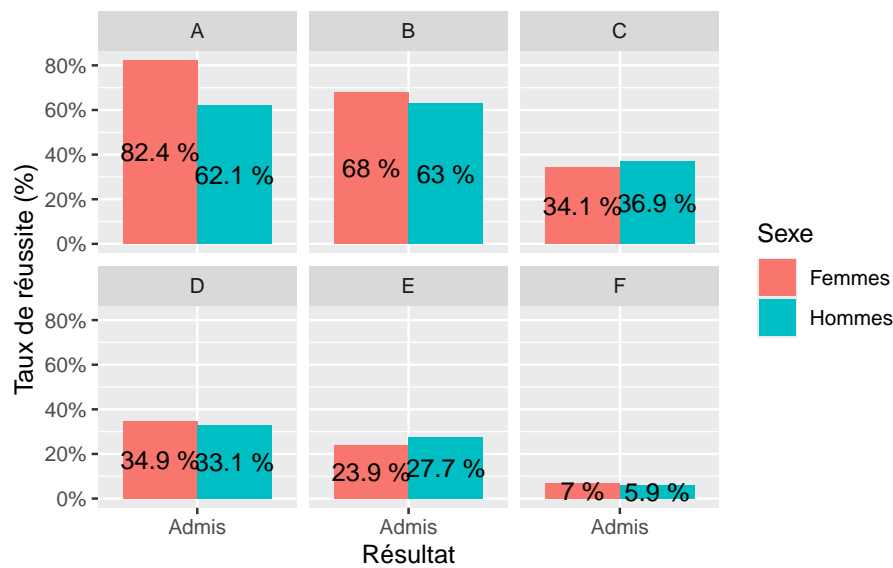 A B C
80%
60%
40%
20%
0%
82.4 % 62.1 % 68 % 63 % 34.1 % 36.9 %
D E F
80%
60%
40%
20%
0%
34.9 % 33.1 % 23.9 % 27.7 % 7 % 5.9 %
Admis Admis Admis
Résultat
Taux de réussite (%)
Sexe
Femmes
Hommes